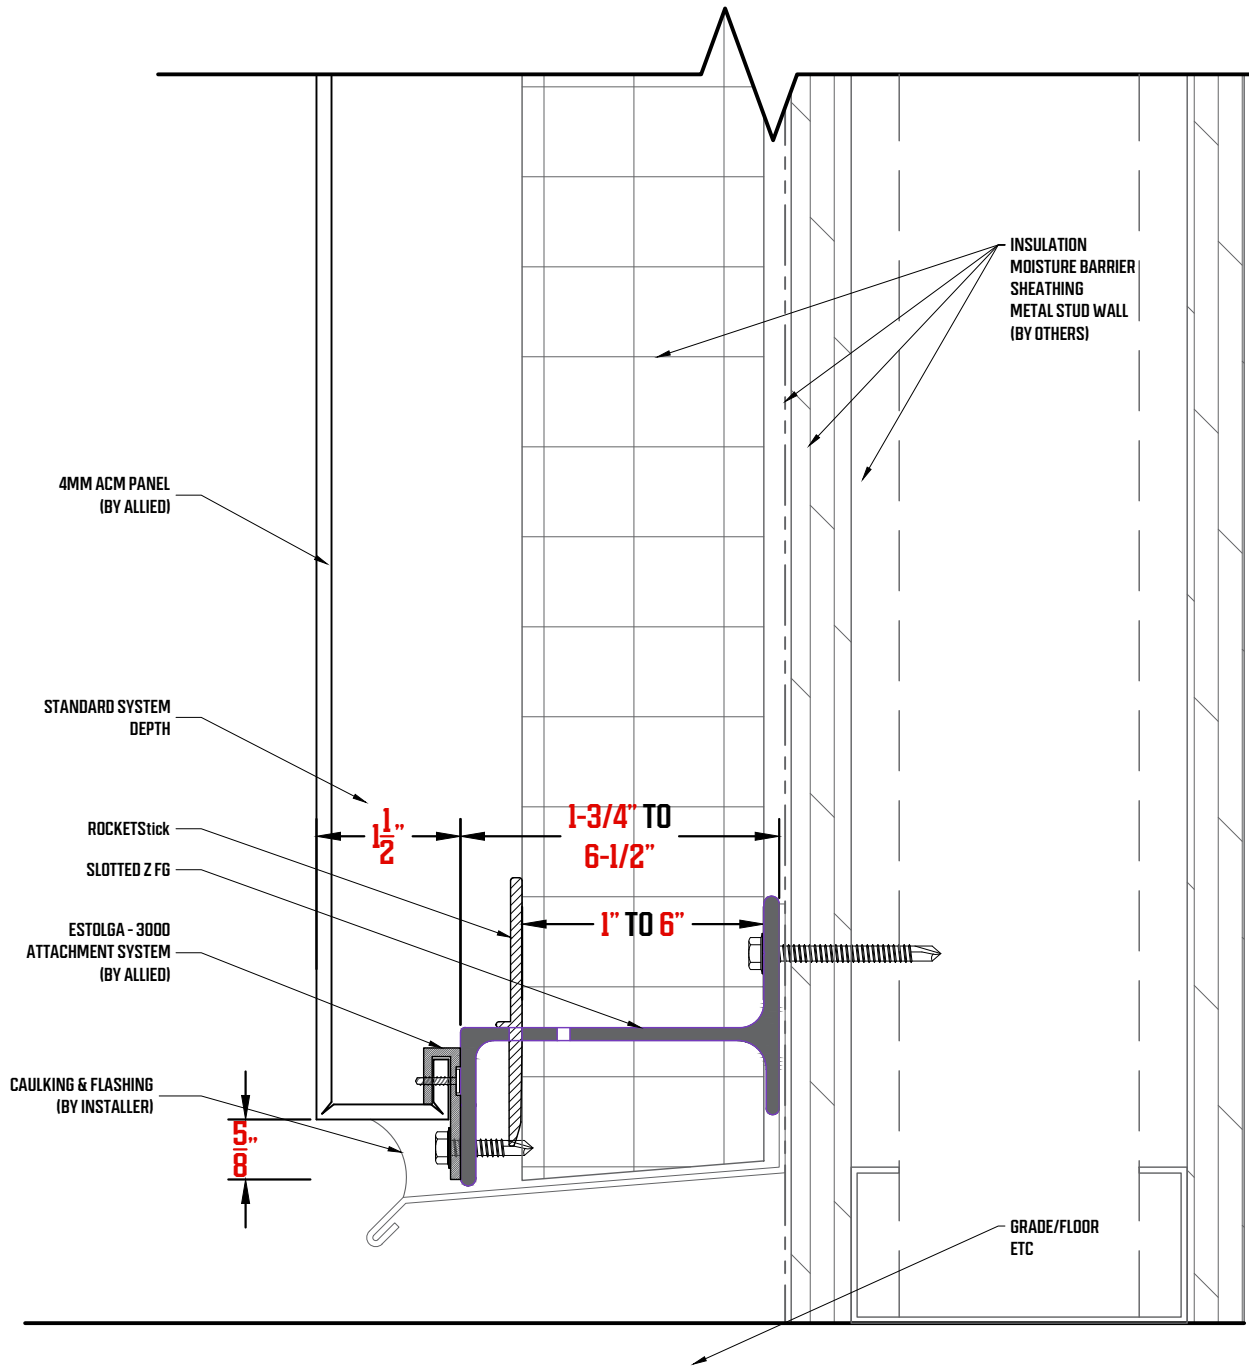 INSULATION
MOISTURE BARRIER
SHEATHING
METAL STUD WALL
(BY OTHERS)
4MM ACM PANEL
(BY ALLIED)
STANDARD SYSTEM
DEPTH
ROCKETStick
SLOTTED Z FG
ESTOLGA - 3000
ATTACHMENT SYSTEM
(BY ALLIED)
CAULKING & FLASHING
(BY INSTALLER)
1 1/2"
1-3/4" TO
6-1/2"
1" TO 6"
5/8"
GRADE/FLOOR
ETC